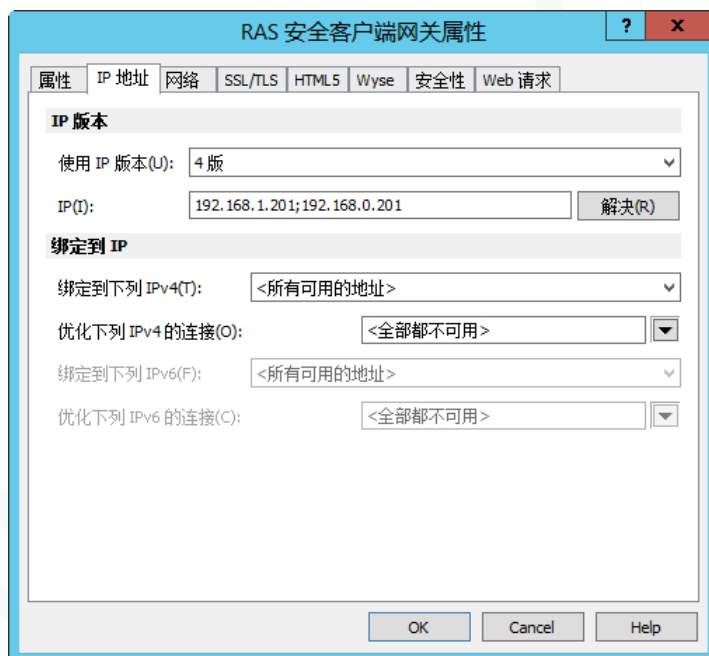 RAS 安全客户端网关属性 ? x
属性 IP 地址 网络 SSL/TLS HTML5 Wyse 安全性 Web 请求
IP 版本
使用 IP 版本(U): 4 版
IP(I): 192.168.1.201;192.168.0.201 解决(R)
绑定到 IP
绑定到下列 IPv4(T): <所有可用的地址>
优化下列 IPv4 的连接(O): <全部都不可用>
绑定到下列 IPv6(F): <所有可用的地址>
优化下列 IPv6 的连接(C): <全部都不可用>
OK Cancel Help